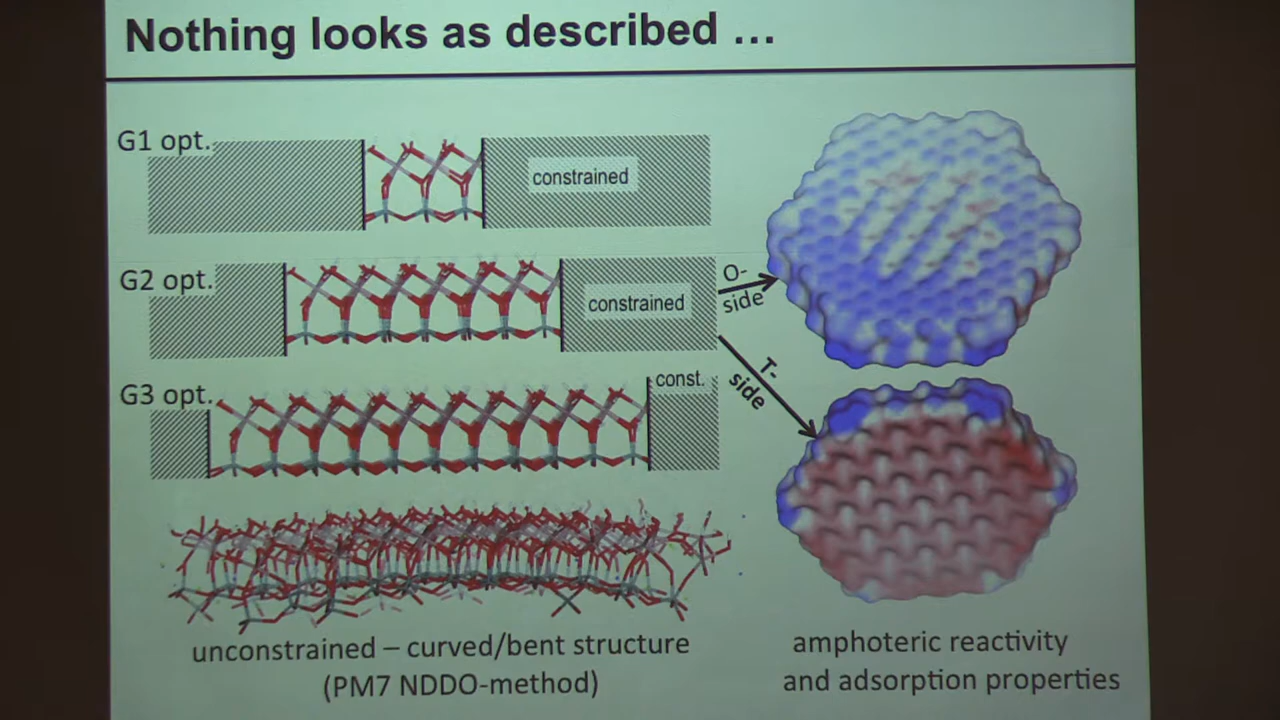 Nothing looks as described ...
G1 opt.
constrained
G2 opt.
constrained
O-
side
T-
side
G3 opt.
const.
unconstrained – curved/bent structure
(PM7 NDDO-method)
amphoteric reactivity
and adsorption properties